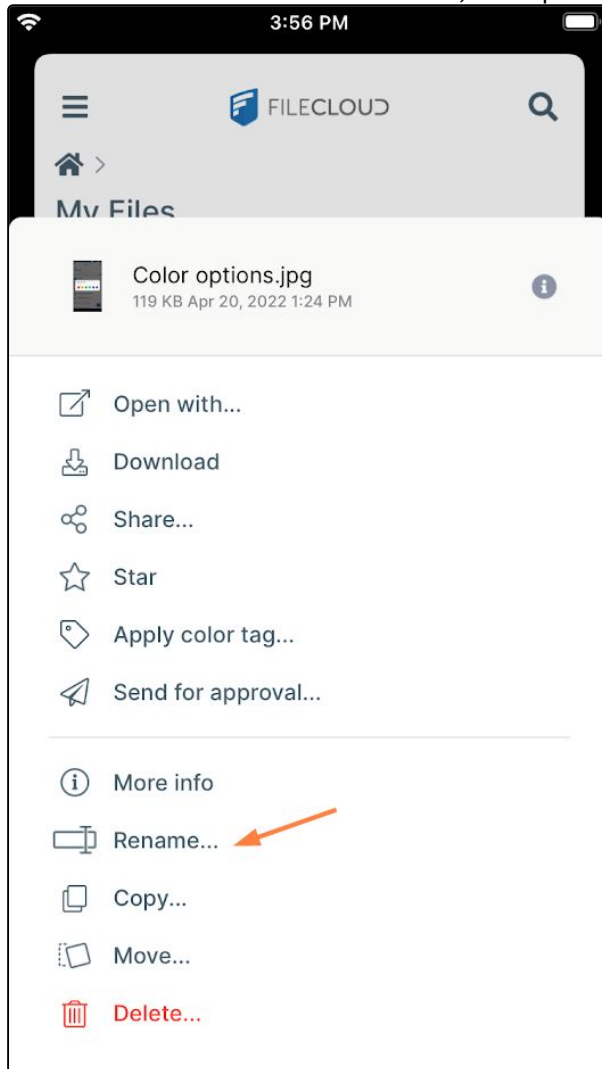 3:56 PM
FILECLOUD
My Files
Color options.jpg
119 KB Apr 20, 2022 1:24 PM
Open with...
Download
Share...
Star
Apply color tag...
Send for approval...
More info
Rename...
Copy...
Move...
Delete...